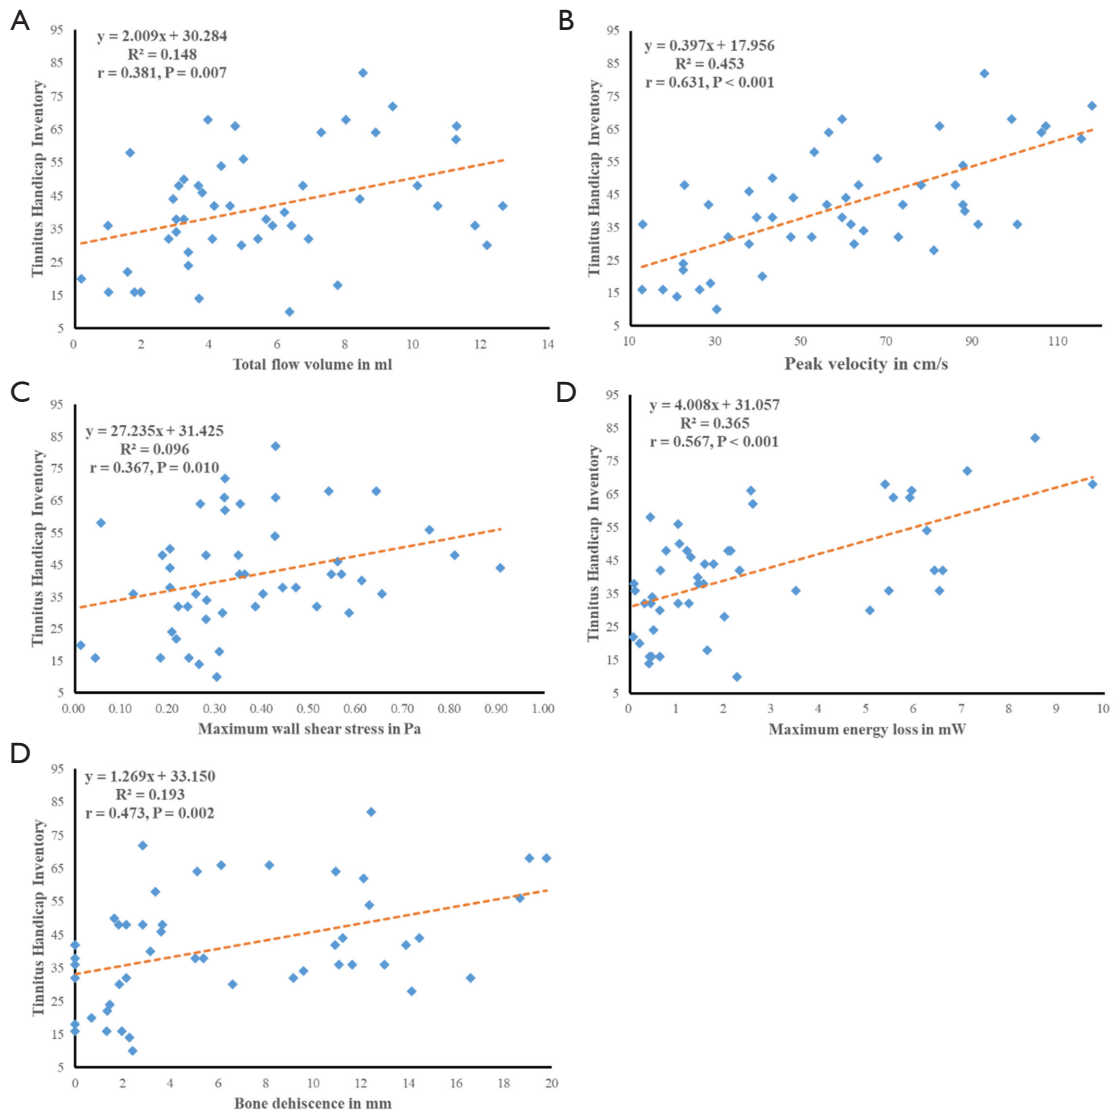 A
y = 2.009x + 30.284
R² = 0.148
r = 0.381, P = 0.007
Tinnitus Handicap Inventory
95
85
75
65
55
45
35
25
15
5
0 2 4 6 8 10 12 14
Total flow volume in ml
B
y = 0.397x + 17.956
R² = 0.453
r = 0.631, P < 0.001
Tinnitus Handicap Inventory
95
85
75
65
55
45
35
25
15
5
10 30 50 70 90 110
Peak velocity in cm/s
C
y = 27.235x + 31.425
R² = 0.096
r = 0.367, P = 0.010
Tinnitus Handicap Inventory
95
85
75
65
55
45
35
25
15
5
0.00 0.10 0.20 0.30 0.40 0.50 0.60 0.70 0.80 0.90 1.00
Maximum wall shear stress in Pa
D
y = 4.008x + 31.057
R² = 0.365
r = 0.567, P < 0.001
Tinnitus Handicap Inventory
95
85
75
65
55
45
35
25
15
5
0 1 2 3 4 5 6 7 8 9 10
Maximum energy loss in mW
D
y = 1.269x + 33.150
R² = 0.193
r = 0.473, P = 0.002
Tinnitus Handicap Inventory
95
85
75
65
55
45
35
25
15
5
0 2 4 6 8 10 12 14 16 18 20
Bone dehiscence in mm